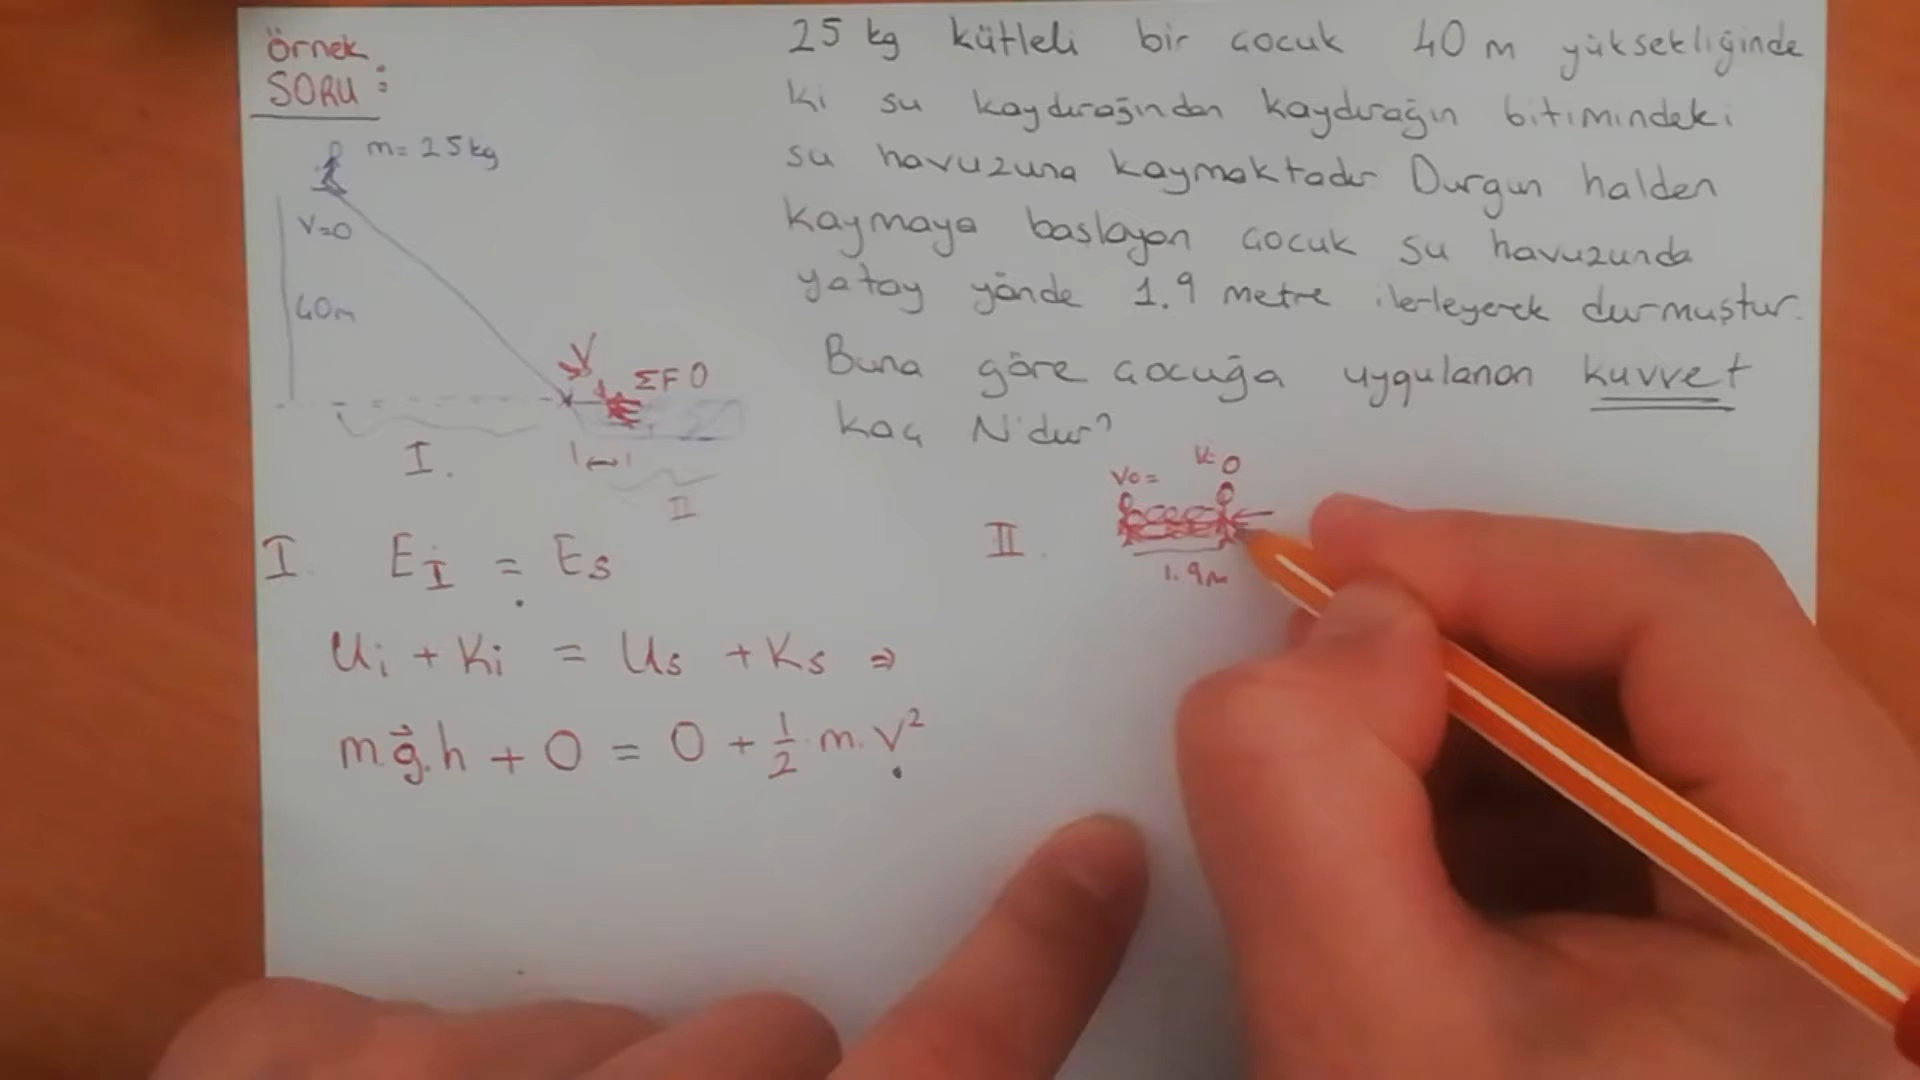 örnek
SORU:
m= 25kg
V=0
40m
V
ΣF 0
I.
II
25 kg kütleli bir çocuk 40 m yüksekliğinde
ki su kaydırağından kaydırağın bitimindeki
su havuzuna kaymaktadır Durgun halden
kaymaya başlayan çocuk su havuzunda
yatay yönde 1.9 metre ilerleyerek durmuştur.
Buna göre çocuğa uygulanan kuvvet
kaç N'dur?
I. Eİ = Es
Ui + Ki = Us + Ks ⇒
m.g.h + 0 = 0 + 1/2 m.V²
II.
V0=
0
1.9m